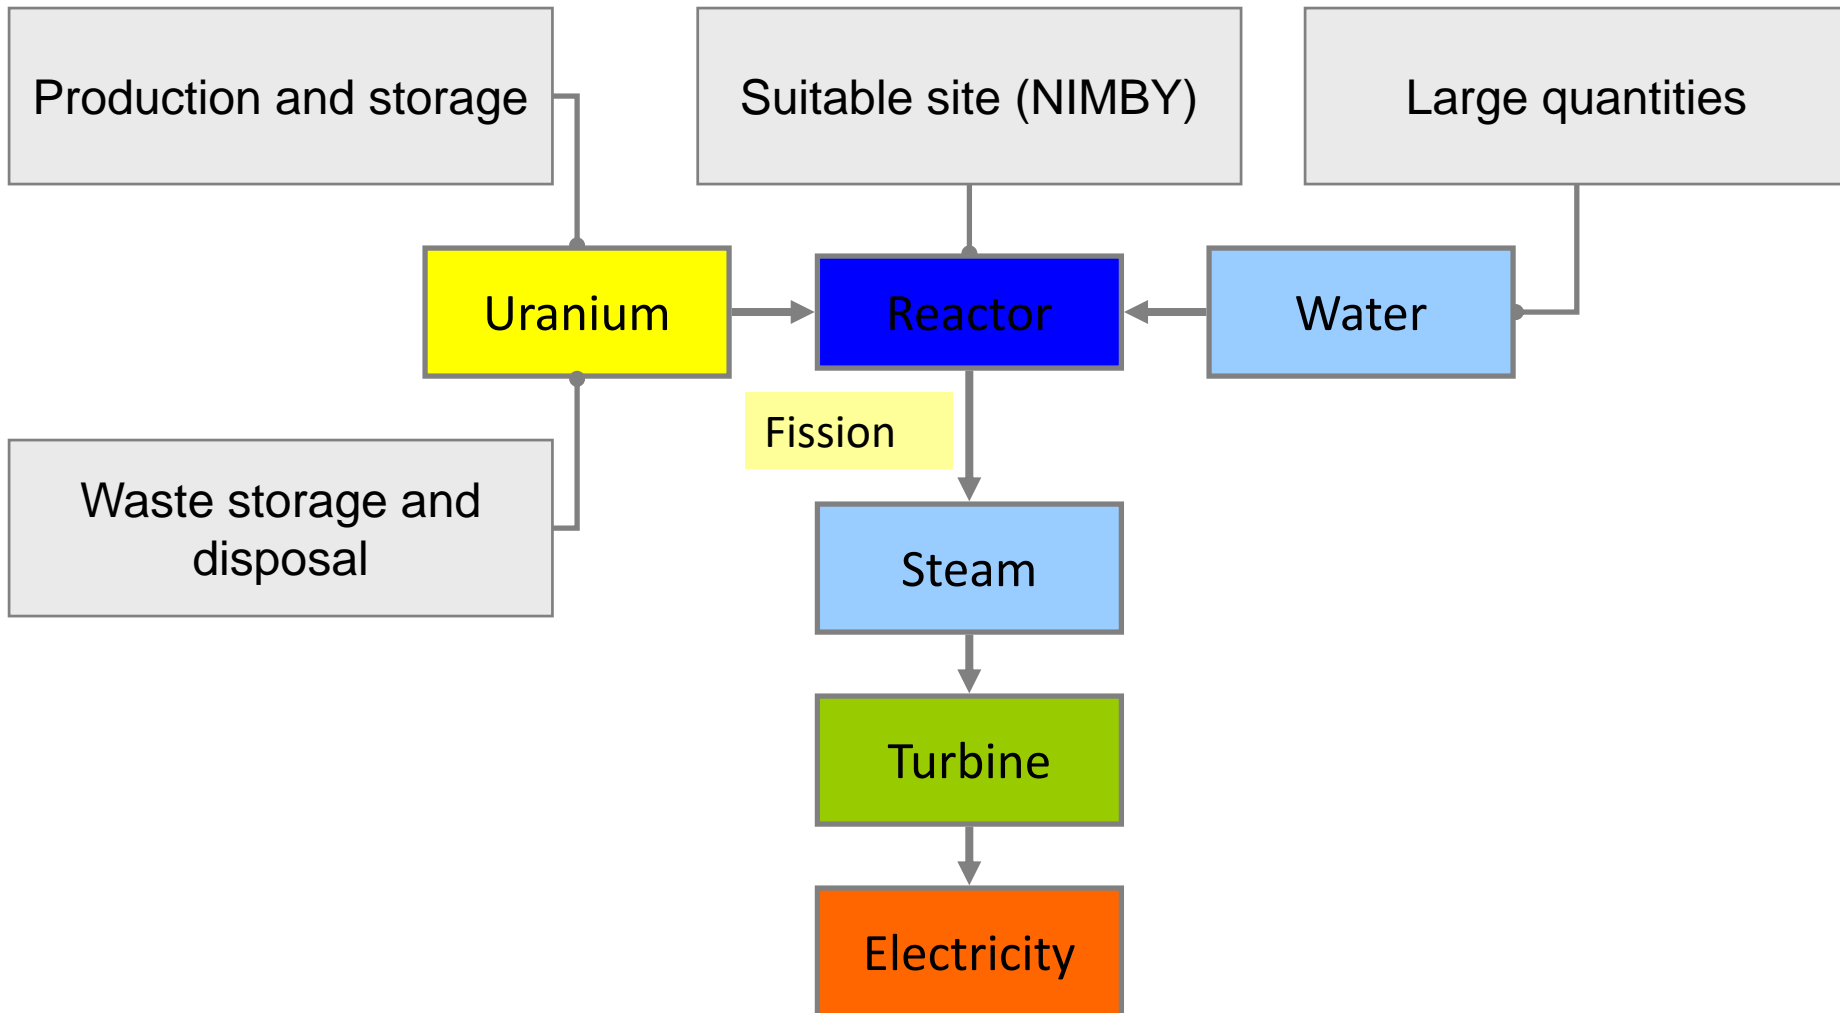 Production and storage
Suitable site (NIMBY)
Large quantities
Uranium
Reactor
Water
Fission
Waste storage and
disposal
Steam
Turbine
Electricity